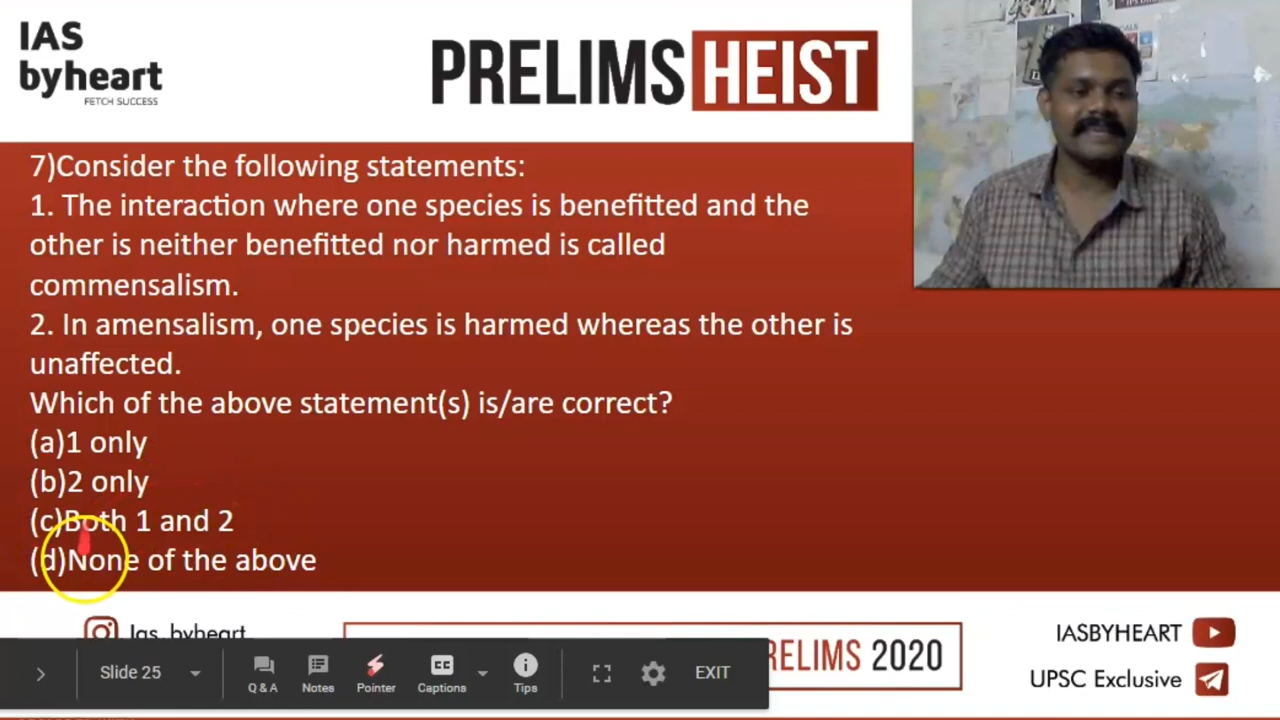 IAS
byheart
FETCH SUCCESS
PRELIMS HEIST
7)Consider the following statements:
1. The interaction where one species is benefitted and the
other is neither benefitted nor harmed is called
commensalism.
2. In amensalism, one species is harmed whereas the other is
unaffected.
Which of the above statement(s) is/are correct?
(a)1 only
(b)2 only
(c)Both 1 and 2
(d)None of the above
Ias_byheart
RELIMS 2020
IASBYHEART
UPSC Exclusive
Slide 25
Q & A
Notes
Pointer
CC
Captions
Tips
EXIT